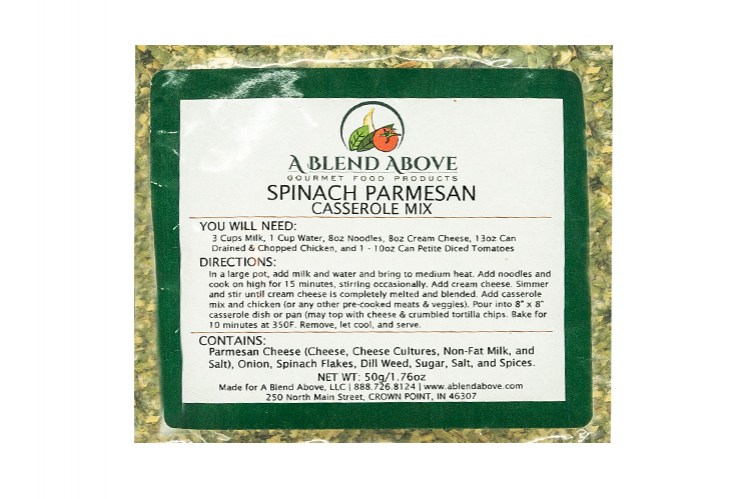 A BLEND ABOVE
GOURMET FOOD PRODUCTS
SPINACH PARMESAN
CASSEROLE MIX
YOU WILL NEED:
3 Cups Milk, 1 Cup Water, 8oz Noodles, 8oz Cream Cheese, 13oz Can
Drained & Chopped Chicken, and 1 - 10oz Can Petite Diced Tomatoes
DIRECTIONS:
In a large pot, add milk and water and bring to medium heat. Add noodles and
cook on high for 15 minutes, stirring occasionally. Add cream cheese. Simmer
and stir until cream cheese is completely melted and blended. Add casserole
mix and chicken (or any other pre-cooked meats & veggies). Pour into 8" x 8"
casserole dish or pan (may top with cheese & crumbled tortilla chips. Bake for
10 minutes at 350F. Remove, let cool, and serve.
CONTAINS:
Parmesan Cheese (Cheese, Cheese Cultures, Non-Fat Milk, and
Salt), Onion, Spinach Flakes, Dill Weed, Sugar, Salt, and Spices.
NET WT: 50g/1.76oz
Made for A Blend Above, LLC | 888.726.8124 | www.ablendabove.com
250 North Main Street, CROWN POINT, IN 46307